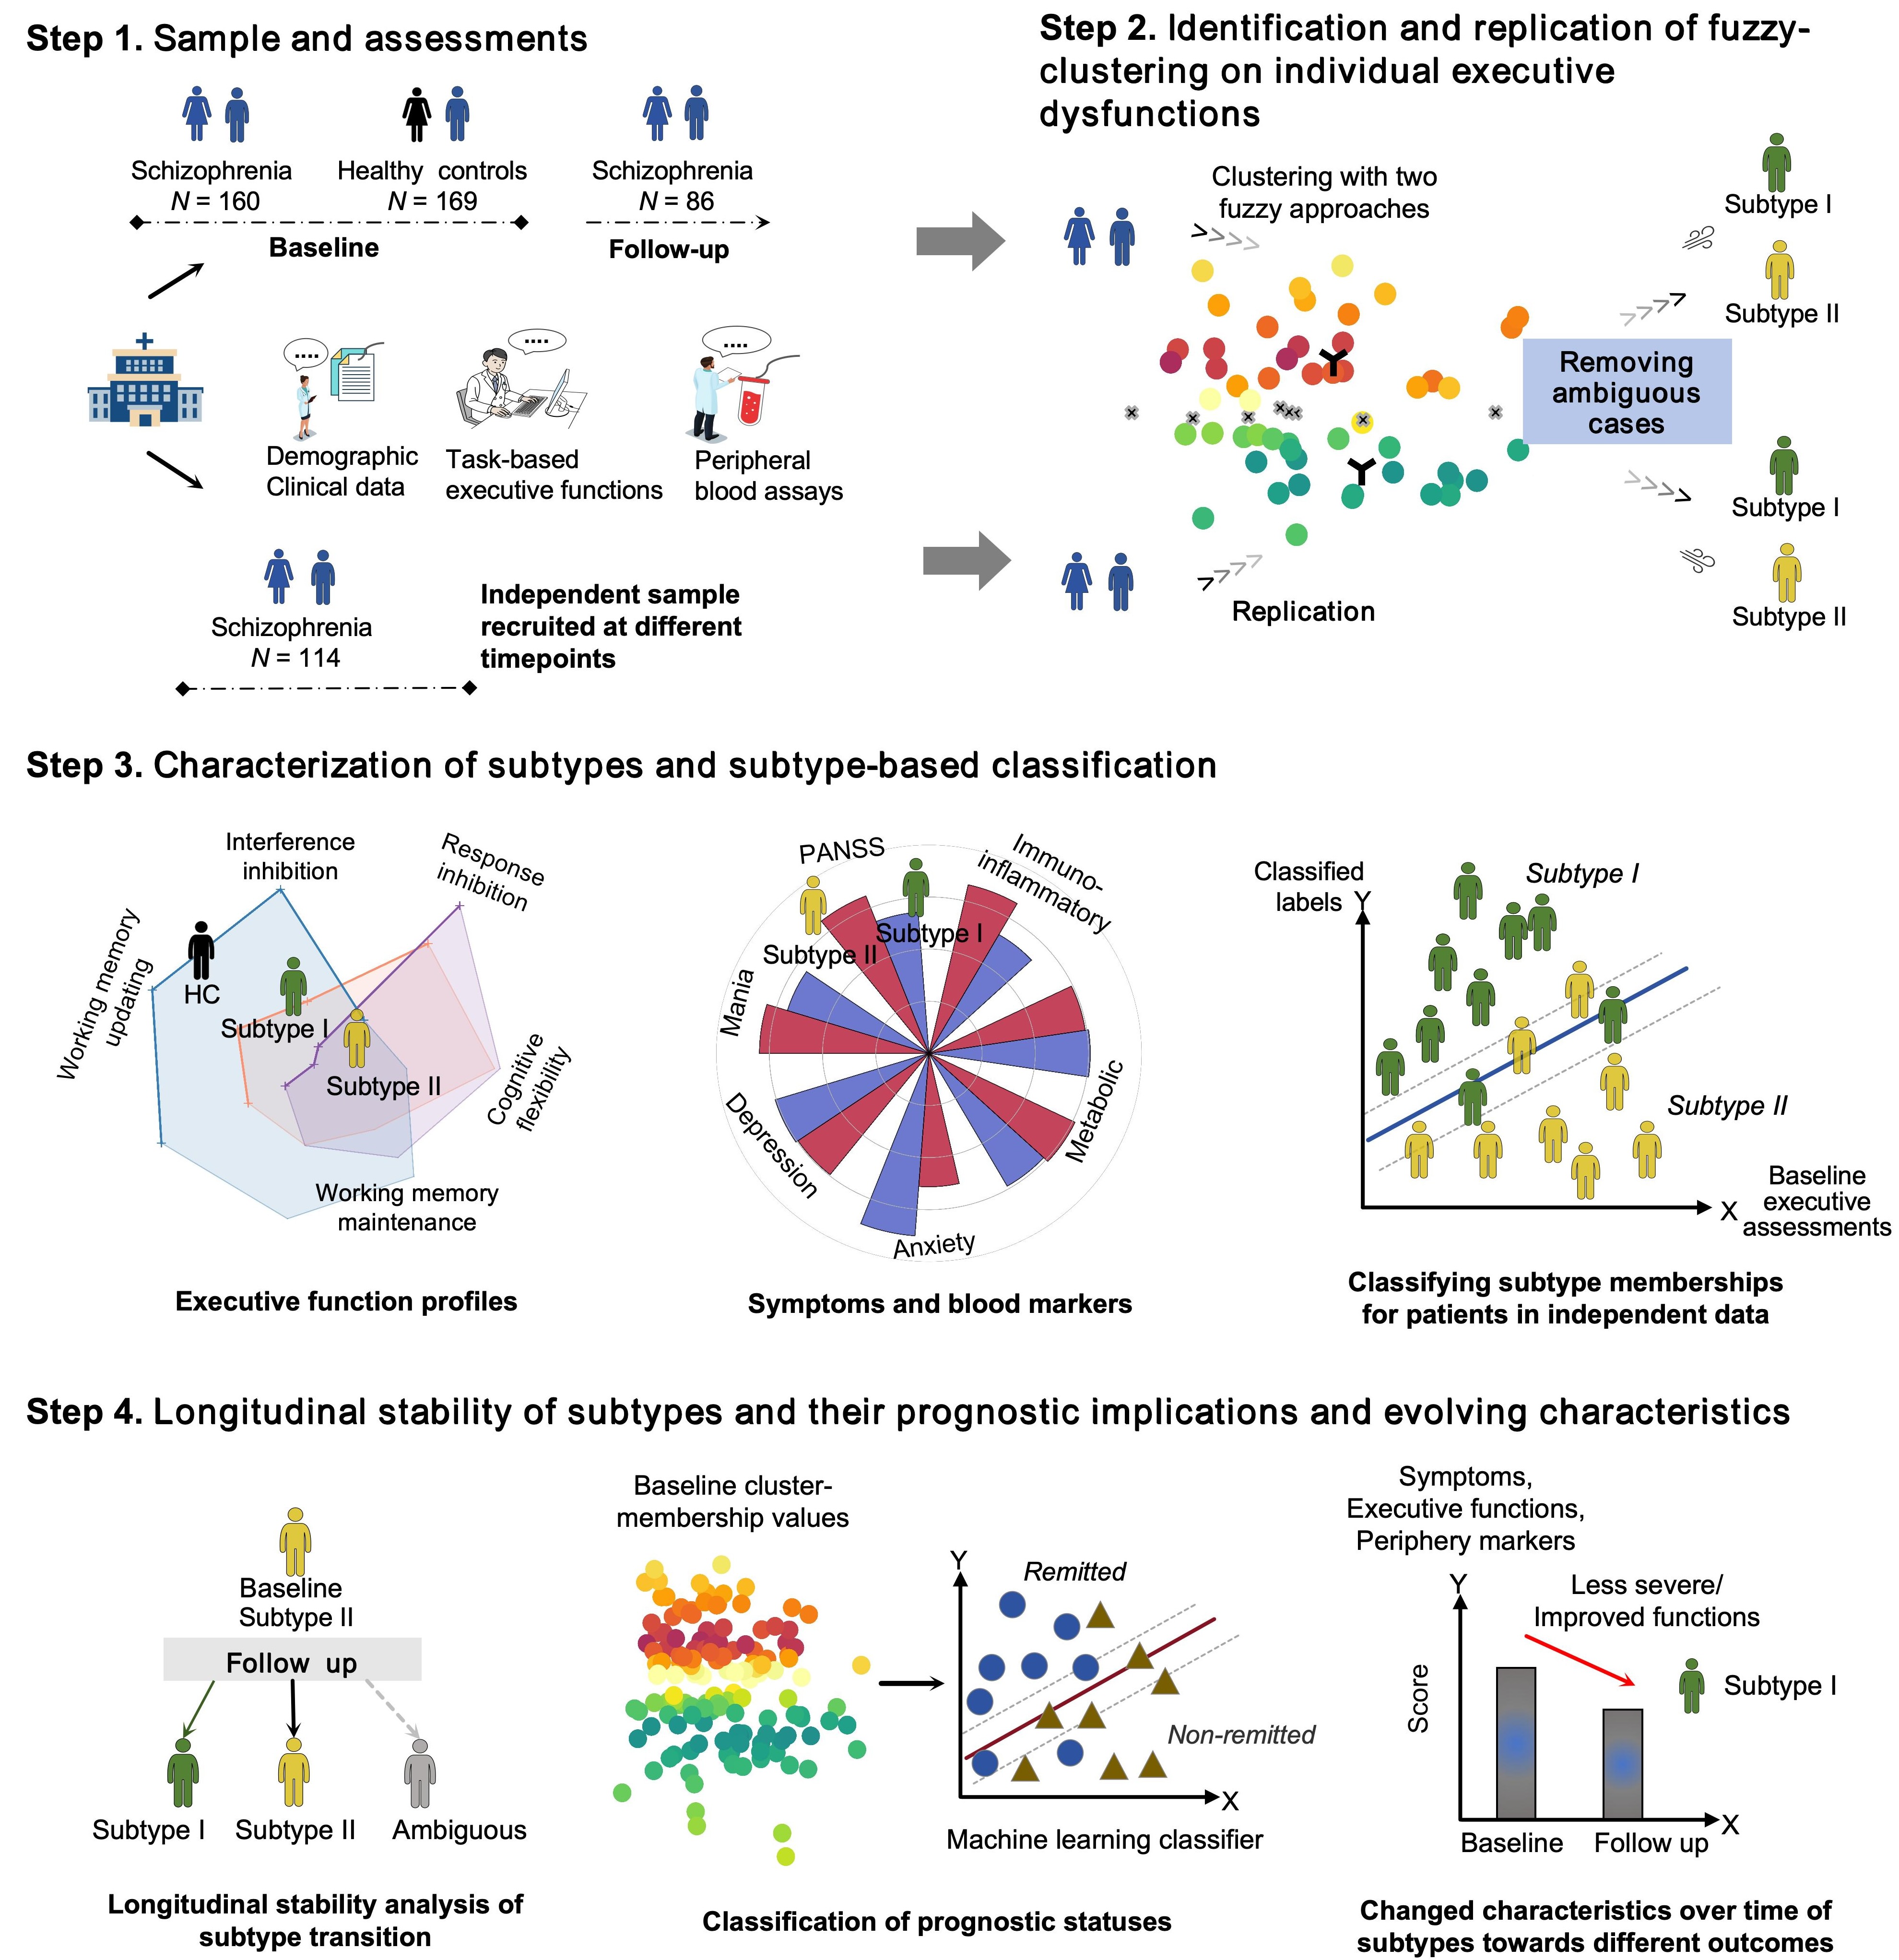 Step 1. Sample and assessments
Schizophrenia
N = 160
Healthy controls
N = 169
Schizophrenia
N = 86
Baseline
Follow-up
....
....
....
Demographic
Clinical data
Task-based
executive functions
Peripheral
blood assays
Schizophrenia
N = 114
Independent sample
recruited at different
timepoints
Step 2. Identification and replication of fuzzy-
clustering on individual executive
dysfunctions
Clustering with two
fuzzy approaches
Subtype I
Subtype II
Removing
ambiguous
cases
Subtype I
Subtype II
Replication
Step 3. Characterization of subtypes and subtype-based classification
Interference
inhibition
Response
inhibition
Working memory
updating
HC
Subtype I
Subtype II
Cognitive
flexibility
Working memory
maintenance
Executive function profiles
PANSS
Immuno-
inflammatory
Subtype I
Subtype II
Mania
Metabolic
Depression
Anxiety
Symptoms and blood markers
Classified
labels Y
Subtype I
Subtype II
X
Baseline
executive
assessments
Classifying subtype memberships
for patients in independent data
Step 4. Longitudinal stability of subtypes and their prognostic implications and evolving characteristics
Baseline
Subtype II
Follow up
Subtype I
Subtype II
Ambiguous
Longitudinal stability analysis of
subtype transition
Baseline cluster-
membership values
Y
Remitted
Non-remitted
X
Machine learning classifier
Classification of prognostic statuses
Symptoms,
Executive functions,
Periphery markers
Y
Less severe/
Improved functions
Score
Subtype I
X
Baseline
Follow up
Changed characteristics over time of
subtypes towards different outcomes